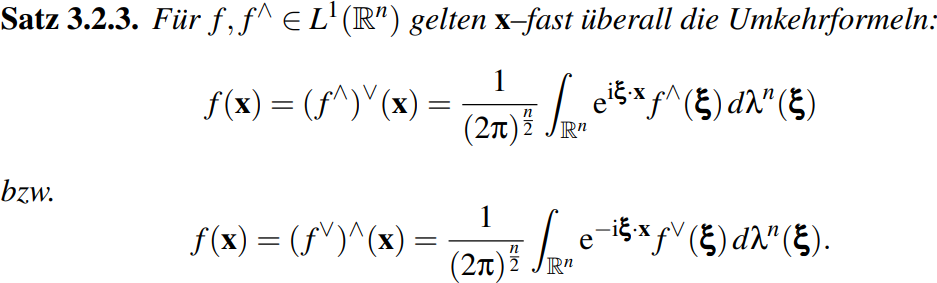 Satz 3.2.3. Für f, f^∧ ∈ L¹(ℝⁿ) gelten x–fast überall die Umkehrformeln:
f(x) = (f^∧)^∨(x) = 1/(2π)^{n/2} ∫_{ℝⁿ} e^{iξ·x} f^∧(ξ) dλⁿ(ξ)
bzw.
f(x) = (f^∨)^∧(x) = 1/(2π)^{n/2} ∫_{ℝⁿ} e^{−iξ·x} f^∨(ξ) dλⁿ(ξ).